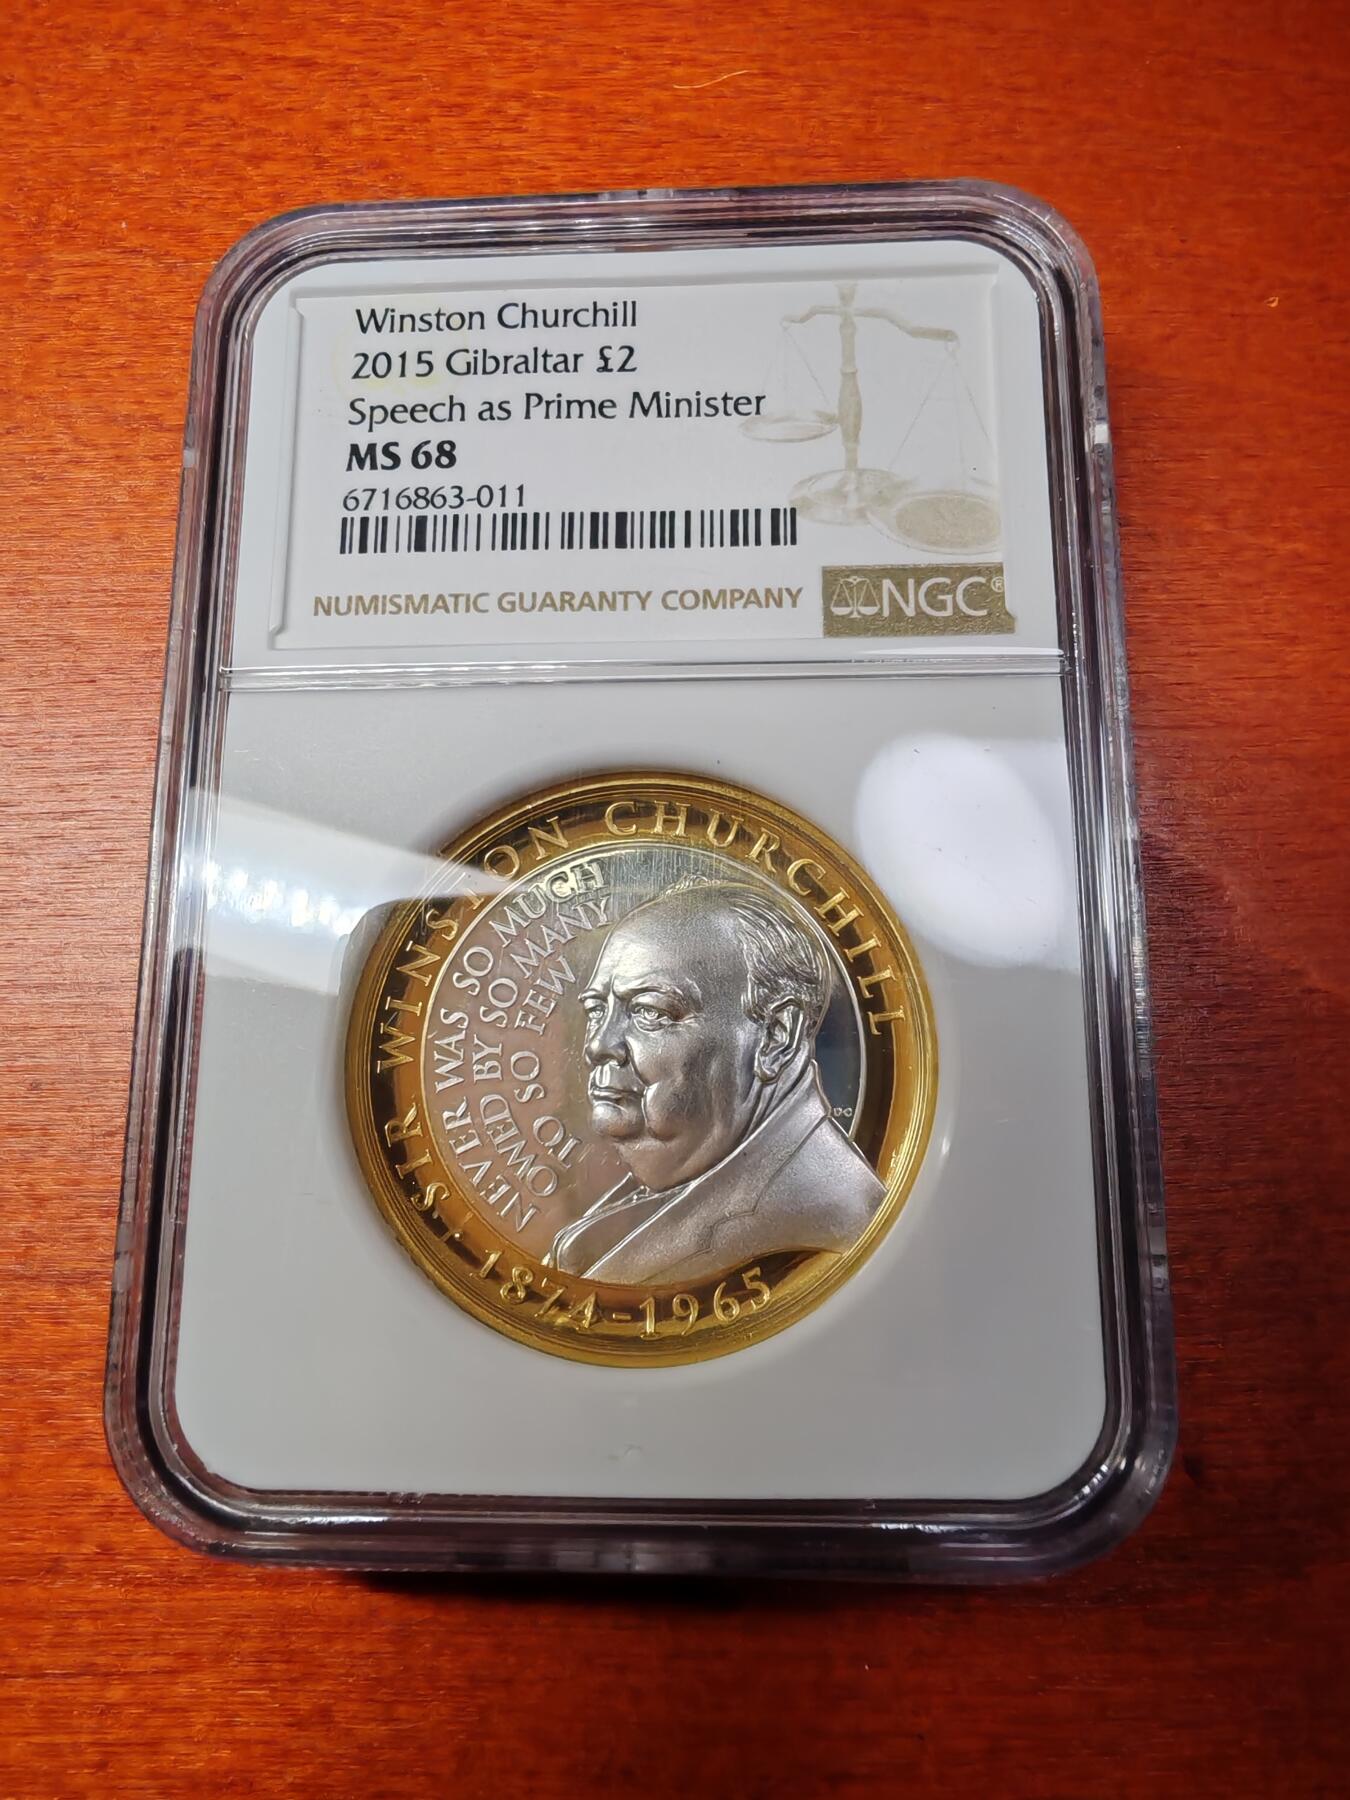 Winston Churchill
2015 Gibraltar £2
Speech as Prime Minister
MS 68
6716863-011
NUMISMATIC GUARANTY COMPANY
NGC®
SIR WINSTON CHURCHILL
NEVER WAS SO MUCH
OWED BY SO MANY
TO SO FEW
DC
1874-1965